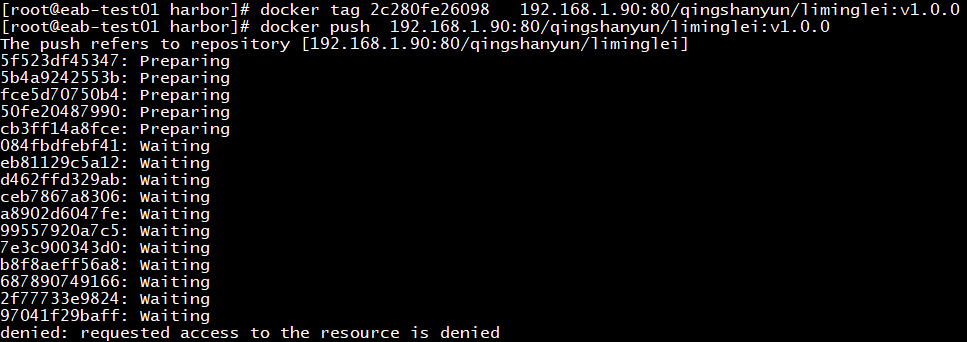 [root@eab-test01 harbor]# docker tag 2c280fe26098   192.168.1.90:80/qingshanyun/liminglei:v1.0.0
[root@eab-test01 harbor]# docker push  192.168.1.90:80/qingshanyun/liminglei:v1.0.0
The push refers to repository [192.168.1.90:80/qingshanyun/liminglei]
5f523df45347: Preparing
5b4a9242553b: Preparing
fce5d70750b4: Preparing
50fe20487990: Preparing
cb3ff14a8fce: Preparing
084fbdfebf41: Waiting
eb81129c5a12: Waiting
d462ffd329ab: Waiting
ceb7867a8306: Waiting
a8902d6047fe: Waiting
99557920a7c5: Waiting
7e3c900343d0: Waiting
b8f8aeff56a8: Waiting
687890749166: Waiting
2f77733e9824: Waiting
97041f29baff: Waiting
denied: requested access to the resource is denied